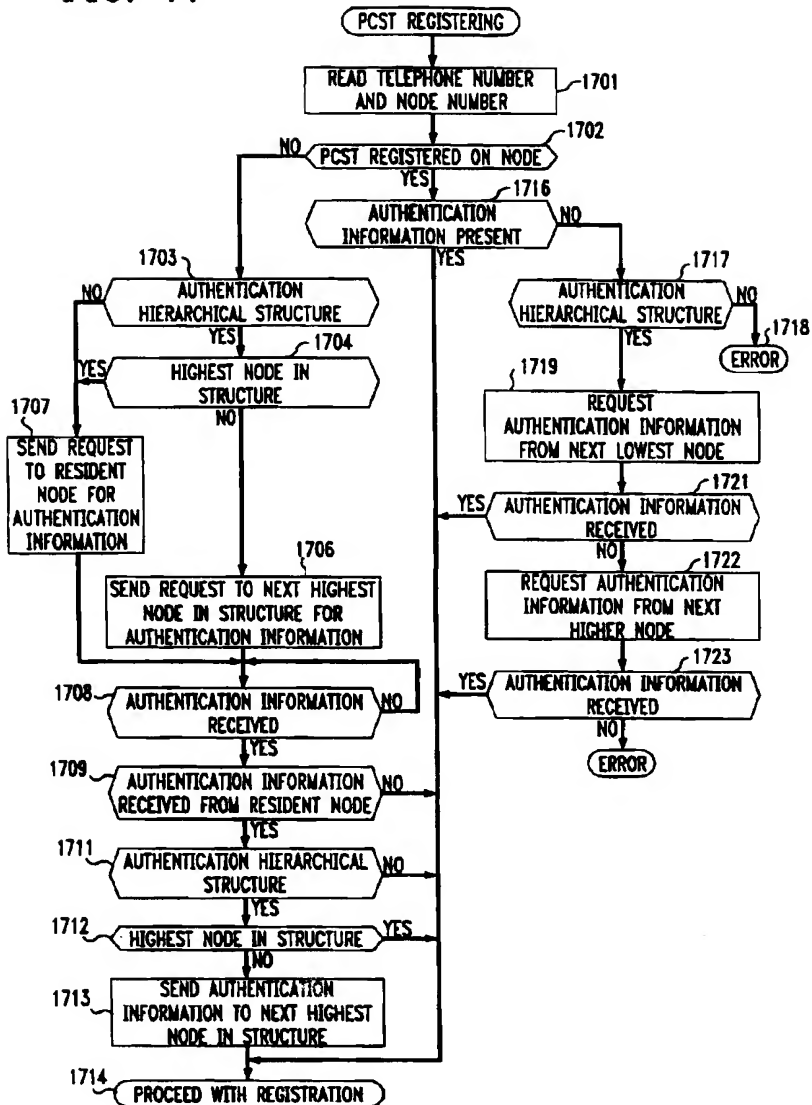 PCST REGISTERING
READ TELEPHONE NUMBER
AND NODE NUMBER
1701
1702
NO
PCST REGISTERED ON NODE
YES
1716
AUTHENTICATION
INFORMATION PRESENT
NO
YES
1703
NO
AUTHENTICATION
HIERARCHICAL STRUCTURE
YES
1704
YES
HIGHEST NODE IN
STRUCTURE
NO
1717
AUTHENTICATION
HIERARCHICAL STRUCTURE
NO
YES
1718
ERROR
1719
REQUEST
AUTHENTICATION INFORMATION
FROM NEXT LOWEST NODE
1707
SEND REQUEST
TO RESIDENT
NODE FOR
AUTHENTICATION
INFORMATION
1721
YES
AUTHENTICATION INFORMATION
RECEIVED
NO
1706
SEND REQUEST TO NEXT HIGHEST
NODE IN STRUCTURE FOR
AUTHENTICATION INFORMATION
1722
REQUEST AUTHENTICATION
INFORMATION FROM NEXT
HIGHER NODE
1723
YES
AUTHENTICATION INFORMATION
RECEIVED
NO
ERROR
1708
AUTHENTICATION INFORMATION
RECEIVED
NO
YES
1709
AUTHENTICATION INFORMATION
RECEIVED FROM RESIDENT NODE
NO
YES
1711
AUTHENTICATION HIERARCHICAL
STRUCTURE
NO
YES
1712
HIGHEST NODE IN STRUCTURE
YES
NO
1713
SEND AUTHENTICATION
INFORMATION TO NEXT HIGHEST
NODE IN STRUCTURE
1714
PROCEED WITH REGISTRATION